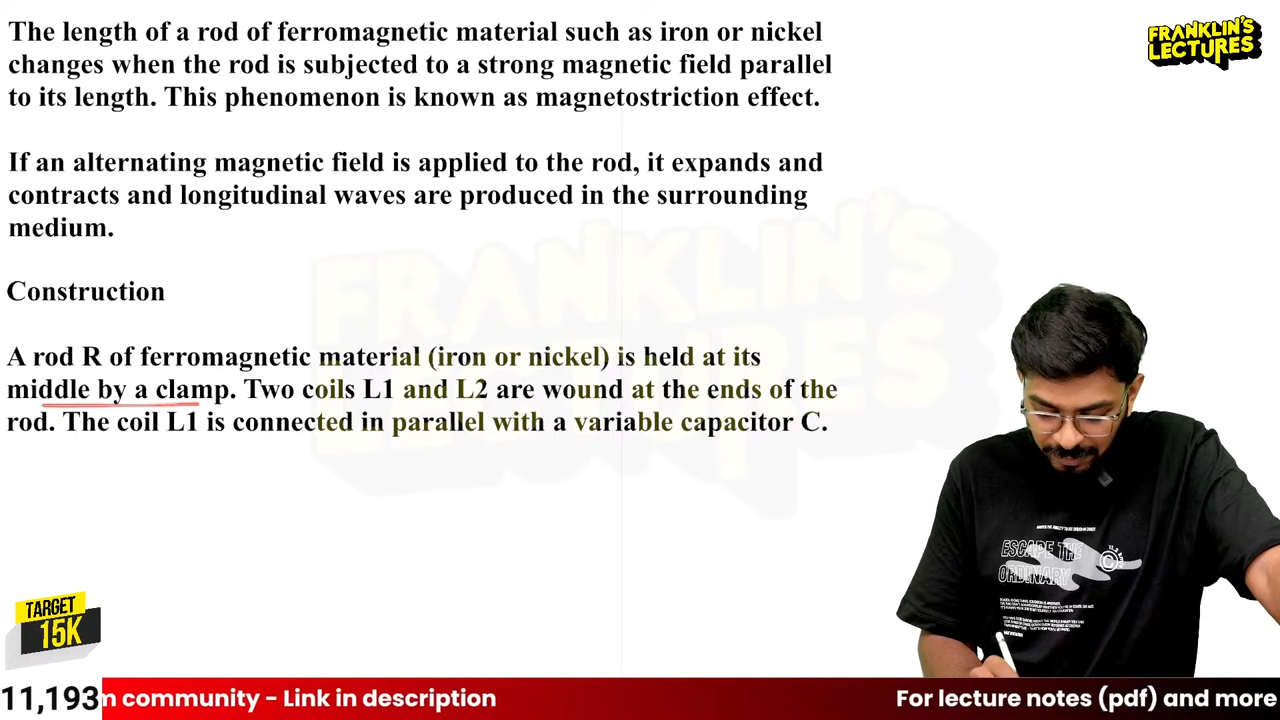 The length of a rod of ferromagnetic material such as iron or nickel
changes when the rod is subjected to a strong magnetic field parallel
to its length. This phenomenon is known as magnetostriction effect.
If an alternating magnetic field is applied to the rod, it expands and
contracts and longitudinal waves are produced in the surrounding
medium.
Construction
A rod R of ferromagnetic material (iron or nickel) is held at its
middle by a clamp. Two coils L1 and L2 are wound at the ends of the
rod. The coil L1 is connected in parallel with a variable capacitor C.
FRANKLIN'S
LECTURES
FRANKLIN'S
LECTURES
ESCAPE THE
ORDINARY
TARGET
15K
11,193
community - Link in description
For lecture notes (pdf) and more